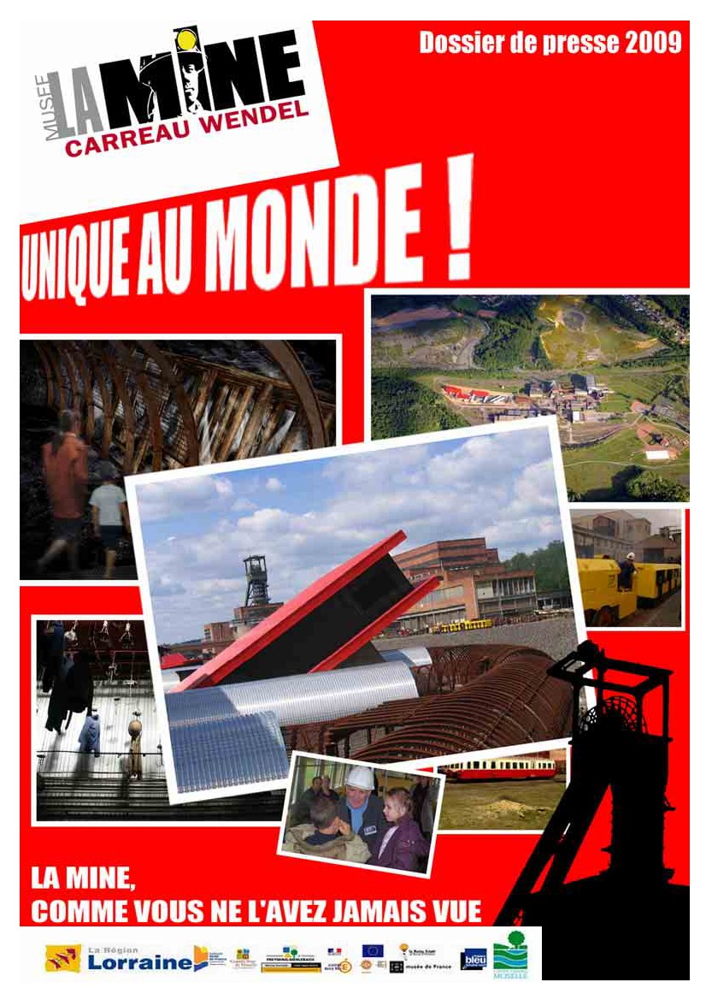 Dossier de presse 2009
MUSEE
LA MINE
CARREAU WENDEL
UNIQUE AU MONDE !
LA MINE,
COMME VOUS NE L'AVEZ JAMAIS VUE
La Région
Lorraine
musée de France
bleu
MOSELLE